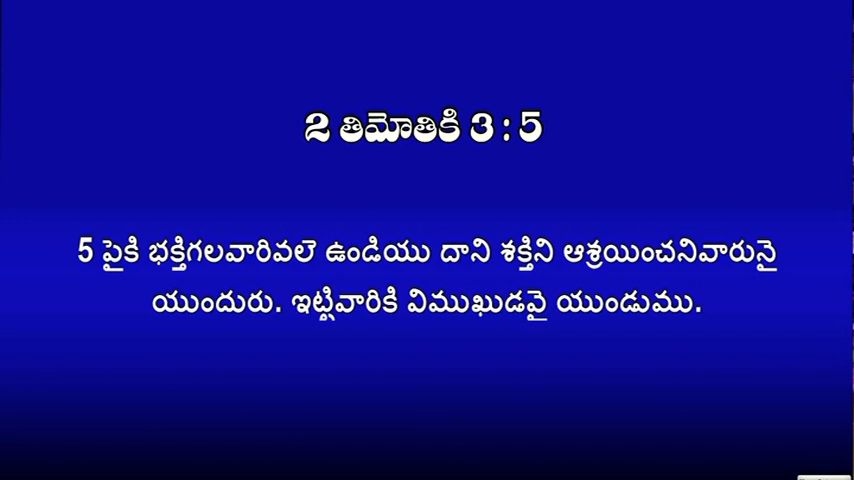 2 తిమోతికి 3 : 5
5 పైకి భక్తిగలవారివలె ఉండియు దాని శక్తిని ఆశ్రయించనివారునై
యుందురు. ఇట్టివారికి విముఖుడవై యుండుము.